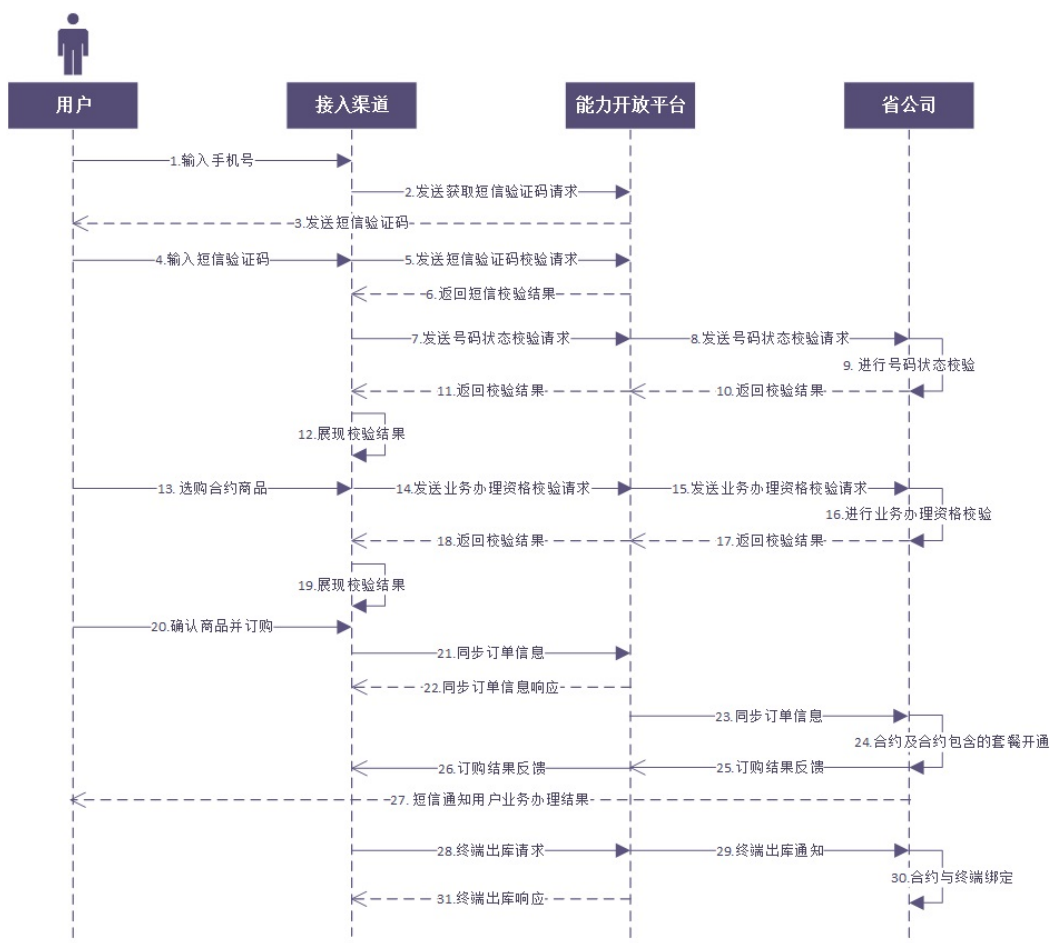 用户
接入渠道
能力开放平台
省公司
1.输入手机号
2.发送获取短信验证码请求
3.发送短信验证码
4.输入短信验证码
5.发送短信验证码校验请求
6.返回短信校验结果
7.发送号码状态校验请求
8.发送号码状态校验请求
9. 进行号码状态校验
11.返回校验结果
10.返回校验结果
12.展现校验结果
13. 选购合约商品
14.发送业务办理资格校验请求
15.发送业务办理资格校验请求
16.进行业务办理资格校验
18.返回校验结果
17.返回校验结果
19.展现校验结果
20.确认商品并订购
21.同步订单信息
22.同步订单信息响应
23.同步订单信息
24.合约及合约包含的套餐开通
26.订购结果反馈
25.订购结果反馈
27. 短信通知用户业务办理结果
28.终端出库请求
29.终端出库通知
30.合约与终端绑定
31.终端出库响应